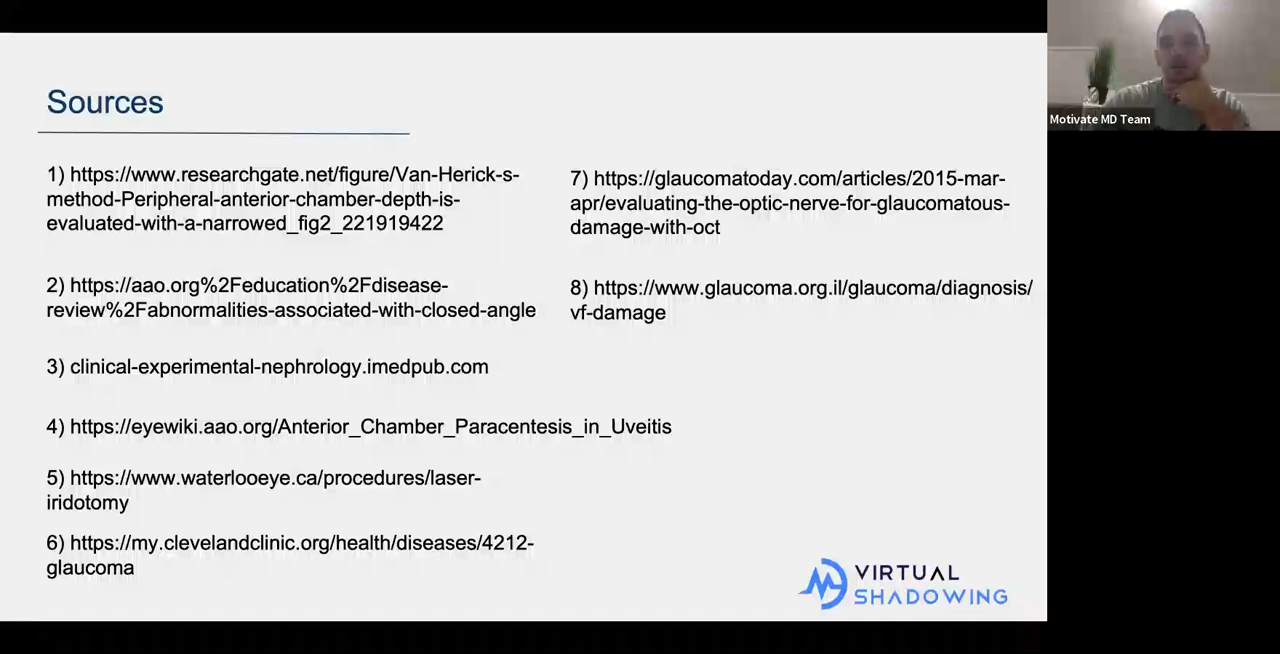 Sources
1) https://www.researchgate.net/figure/Van-Herick-s-
method-Peripheral-anterior-chamber-depth-is-
evaluated-with-a-narrowed_fig2_221919422
2) https://aao.org%2Feducation%2Fdisease-
review%2Fabnormalities-associated-with-closed-angle
3) clinical-experimental-nephrology.imedpub.com
4) https://eyewiki.aao.org/Anterior_Chamber_Paracentesis_in_Uveitis
5) https://www.waterlooeye.ca/procedures/laser-
iridotomy
6) https://my.clevelandclinic.org/health/diseases/4212-
glaucoma
7) https://glaucomatoday.com/articles/2015-mar-
apr/evaluating-the-optic-nerve-for-glaucomatous-
damage-with-oct
8) https://www.glaucoma.org.il/glaucoma/diagnosis/
vf-damage
VIRTUAL
SHADOWING
Motivate MD Team